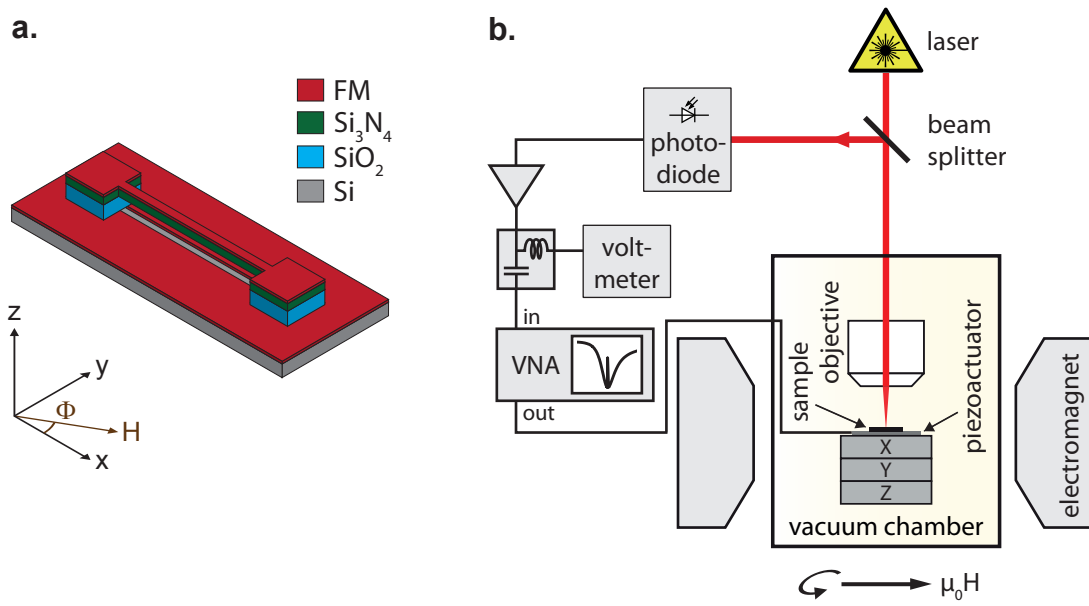 a.
FM
Si₃N₄
SiO₂
Si
z
y
Φ
H
x
b.
laser
beam
splitter
photo-
diode
volt-
meter
in
VNA
out
objective
sample
piezoactuator
X
Y
Z
vacuum chamber
electromagnet
μ₀H